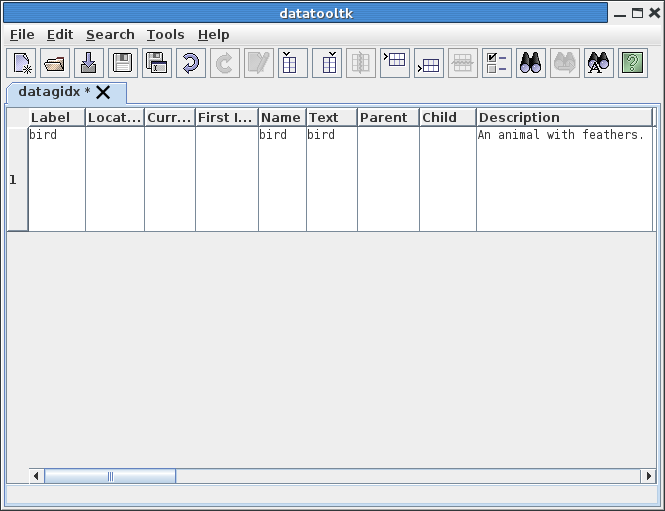 datatooltk
File Edit Search Tools Help
datagidx *
Label Locat... Curr... First I... Name Text Parent Child Description
1 bird bird bird An animal with feathers.